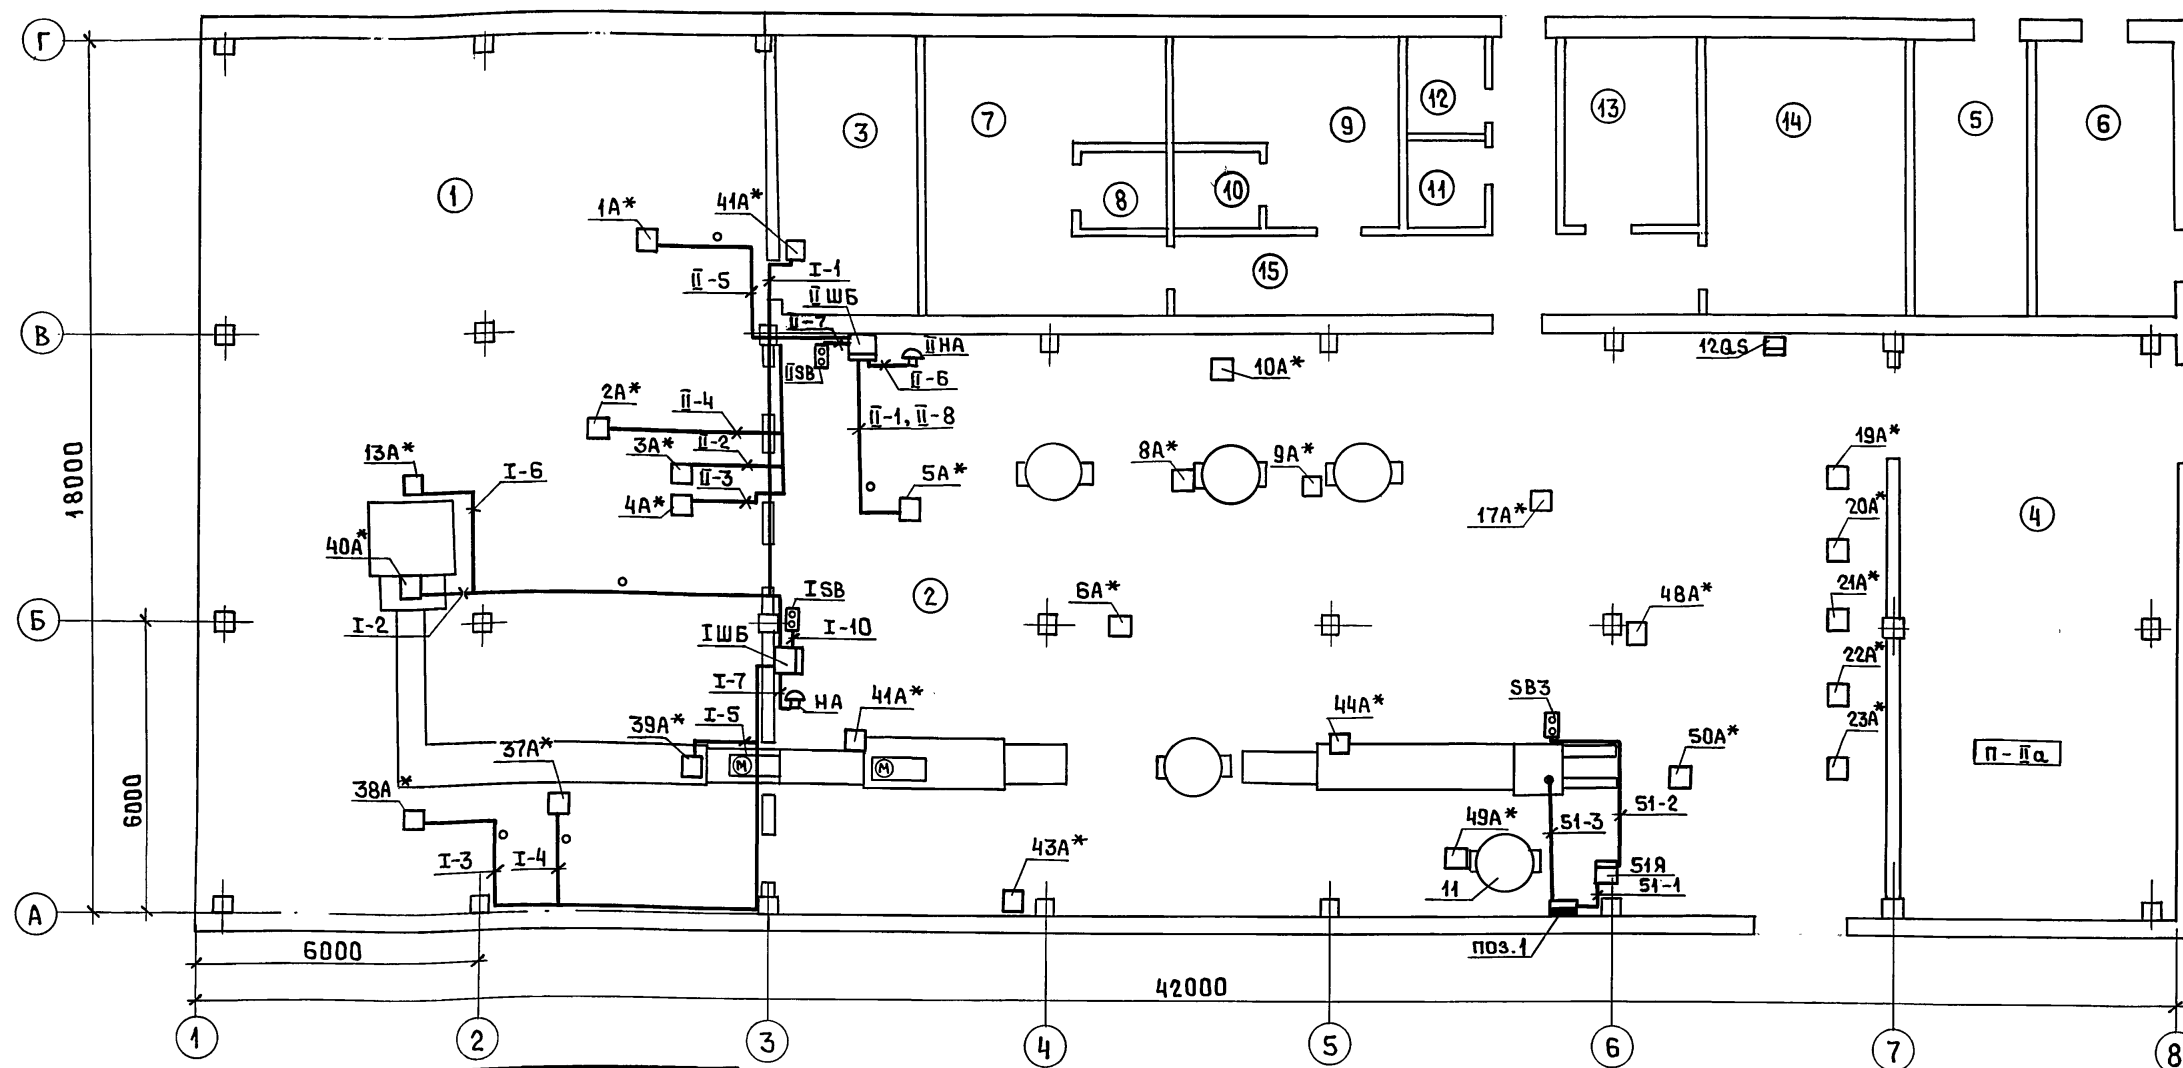 Г
12
3
7
9
13
14
5
6
1
8
10
11
1А*
41А*
15
II-5
I-1
II ШБ
В
II-7
II НА
12QS
II SB
II-6
10А*
2А*
II-4
II-1, II-8
13А*
I-6
3А*
II-2
5А*
8А*
9А*
19А*
18000
4А*
II-3
17А*
20А*
4
40А*
2
I SB
6А*
21А*
48А*
Б
I-2
I ШБ
I-10
22А*
I-7
НА
41А*
SB3
39А*
I-5
44А*
23А*
50А*
37А*
М
М
П-IIа
38А*
6000
51-3
51-2
49А*
I-3
I-4
43А*
11
51Я
51-1
А
6000
поз.1
42000
1
2
3
4
5
6
7
8